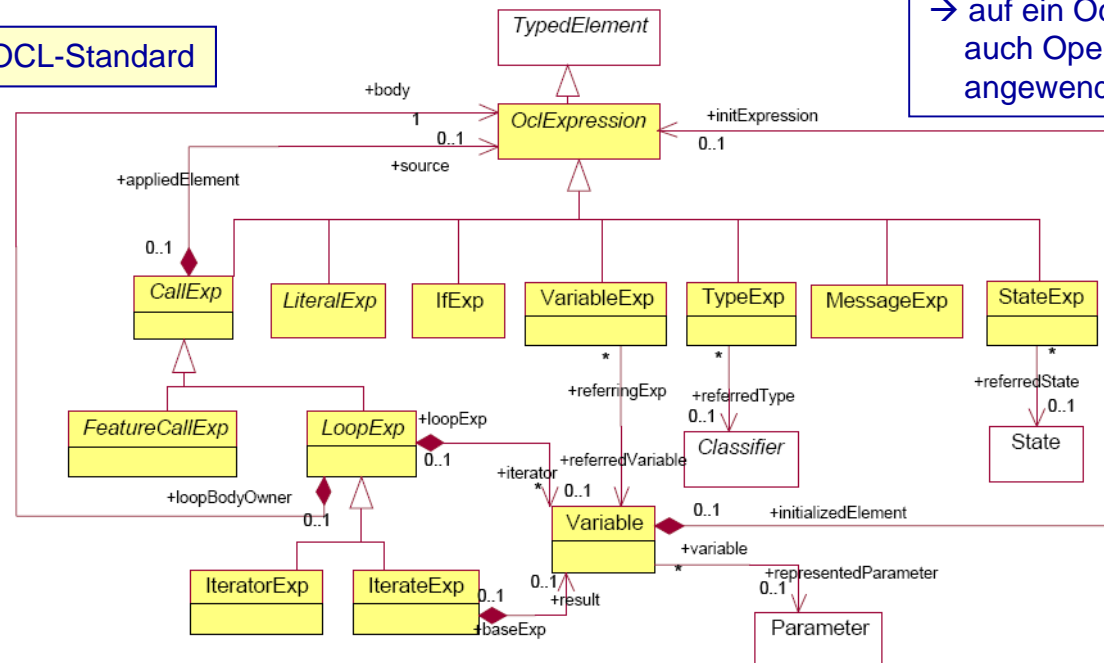 TypedElement
→ auf ein
auch
OCL-Standard
+body
1
0..1
OclExpression
+initExpression
0..1
+source
+appliedElement
0..1
CallExp
LiteralExp
IfExp
VariableExp
TypeExp
MessageExp
StateExp
*
*
*
+referringExp
+referredType
0..1
+referredState
0..1
FeatureCallExp
LoopExp
+loopExp
0..1
Classifier
State
+iterator
*
+referredVariable
0..1
+loopBodyOwner
0..1
Variable
0..1
+initializedElement
+variable
*
+representedParameter
0..1
IteratorExp
IterateExp
0..1
+baseExp
0..1
+result
Parameter